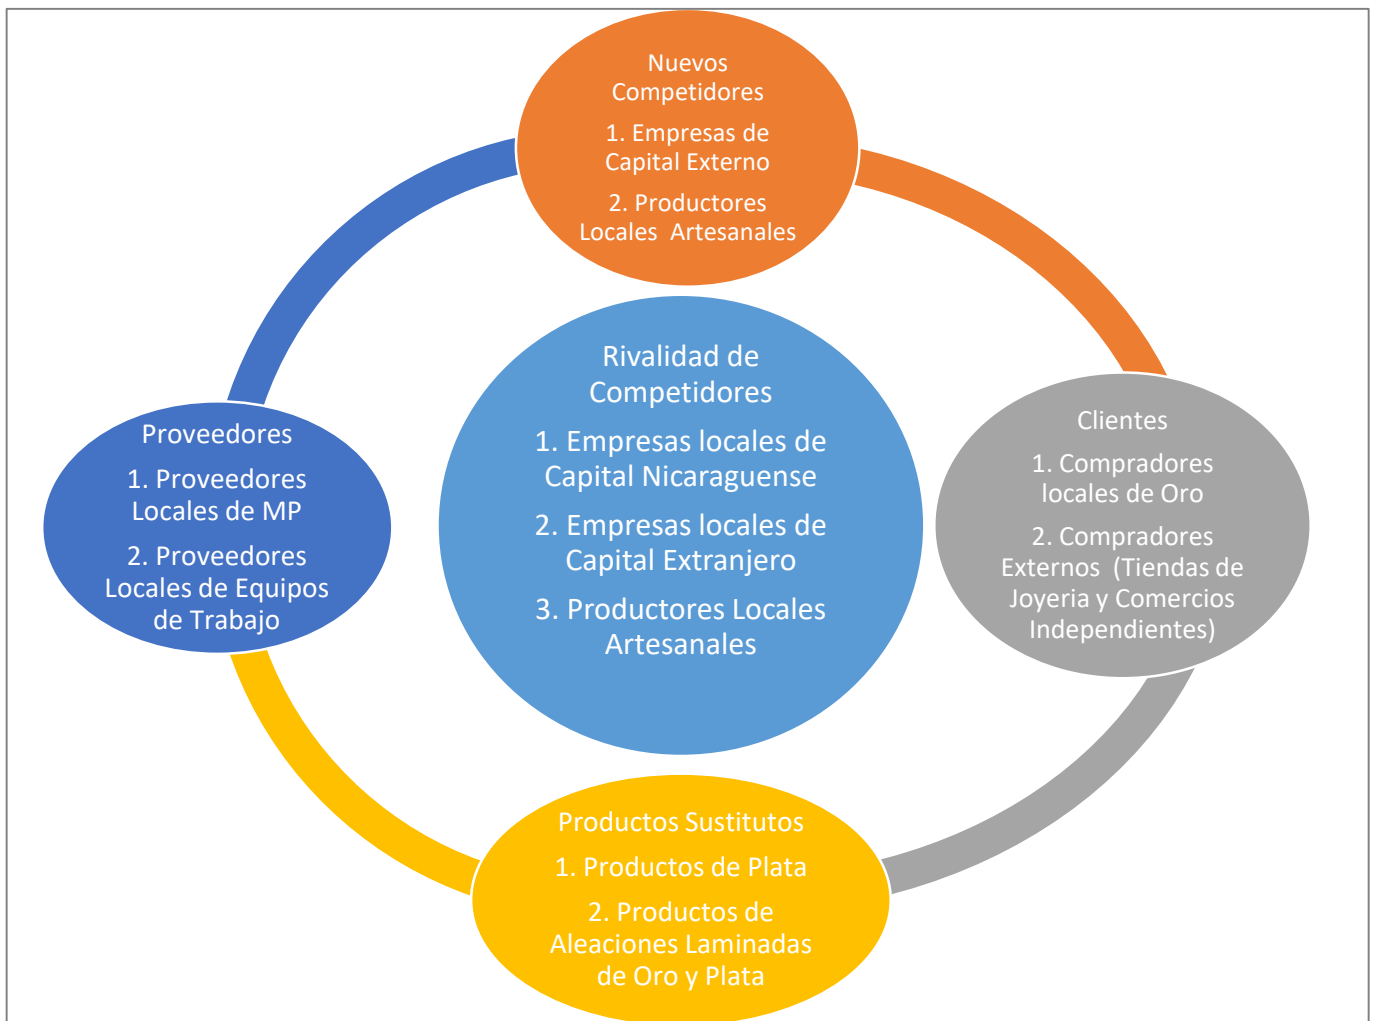 Nuevos
Competidores
1. Empresas de
Capital Externo
2. Productores
Locales Artesanales
Rivalidad de
Competidores
1. Empresas locales de
Capital Nicaraguense
2. Empresas locales de
Capital Extranjero
3. Productores Locales
Artesanales
Clientes
1. Compradores
locales de Oro
2. Compradores
Externos (Tiendas de
Joyeria y Comercios
Independientes)
Productos Sustitutos
1. Productos de Plata
2. Productos de
Aleaciones Laminadas
de Oro y Plata
Proveedores
1. Proveedores
Locales de MP
2. Proveedores
Locales de Equipos
de Trabajo